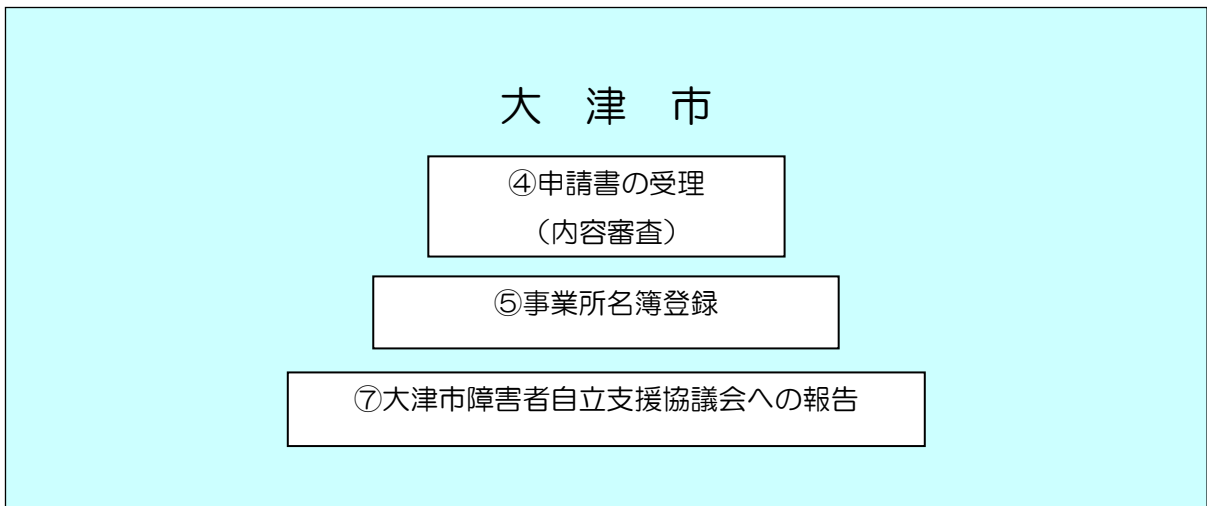 大　津　市
④申請書の受理
（内容審査）
⑤事業所名簿登録
⑦大津市障害者自立支援協議会への報告